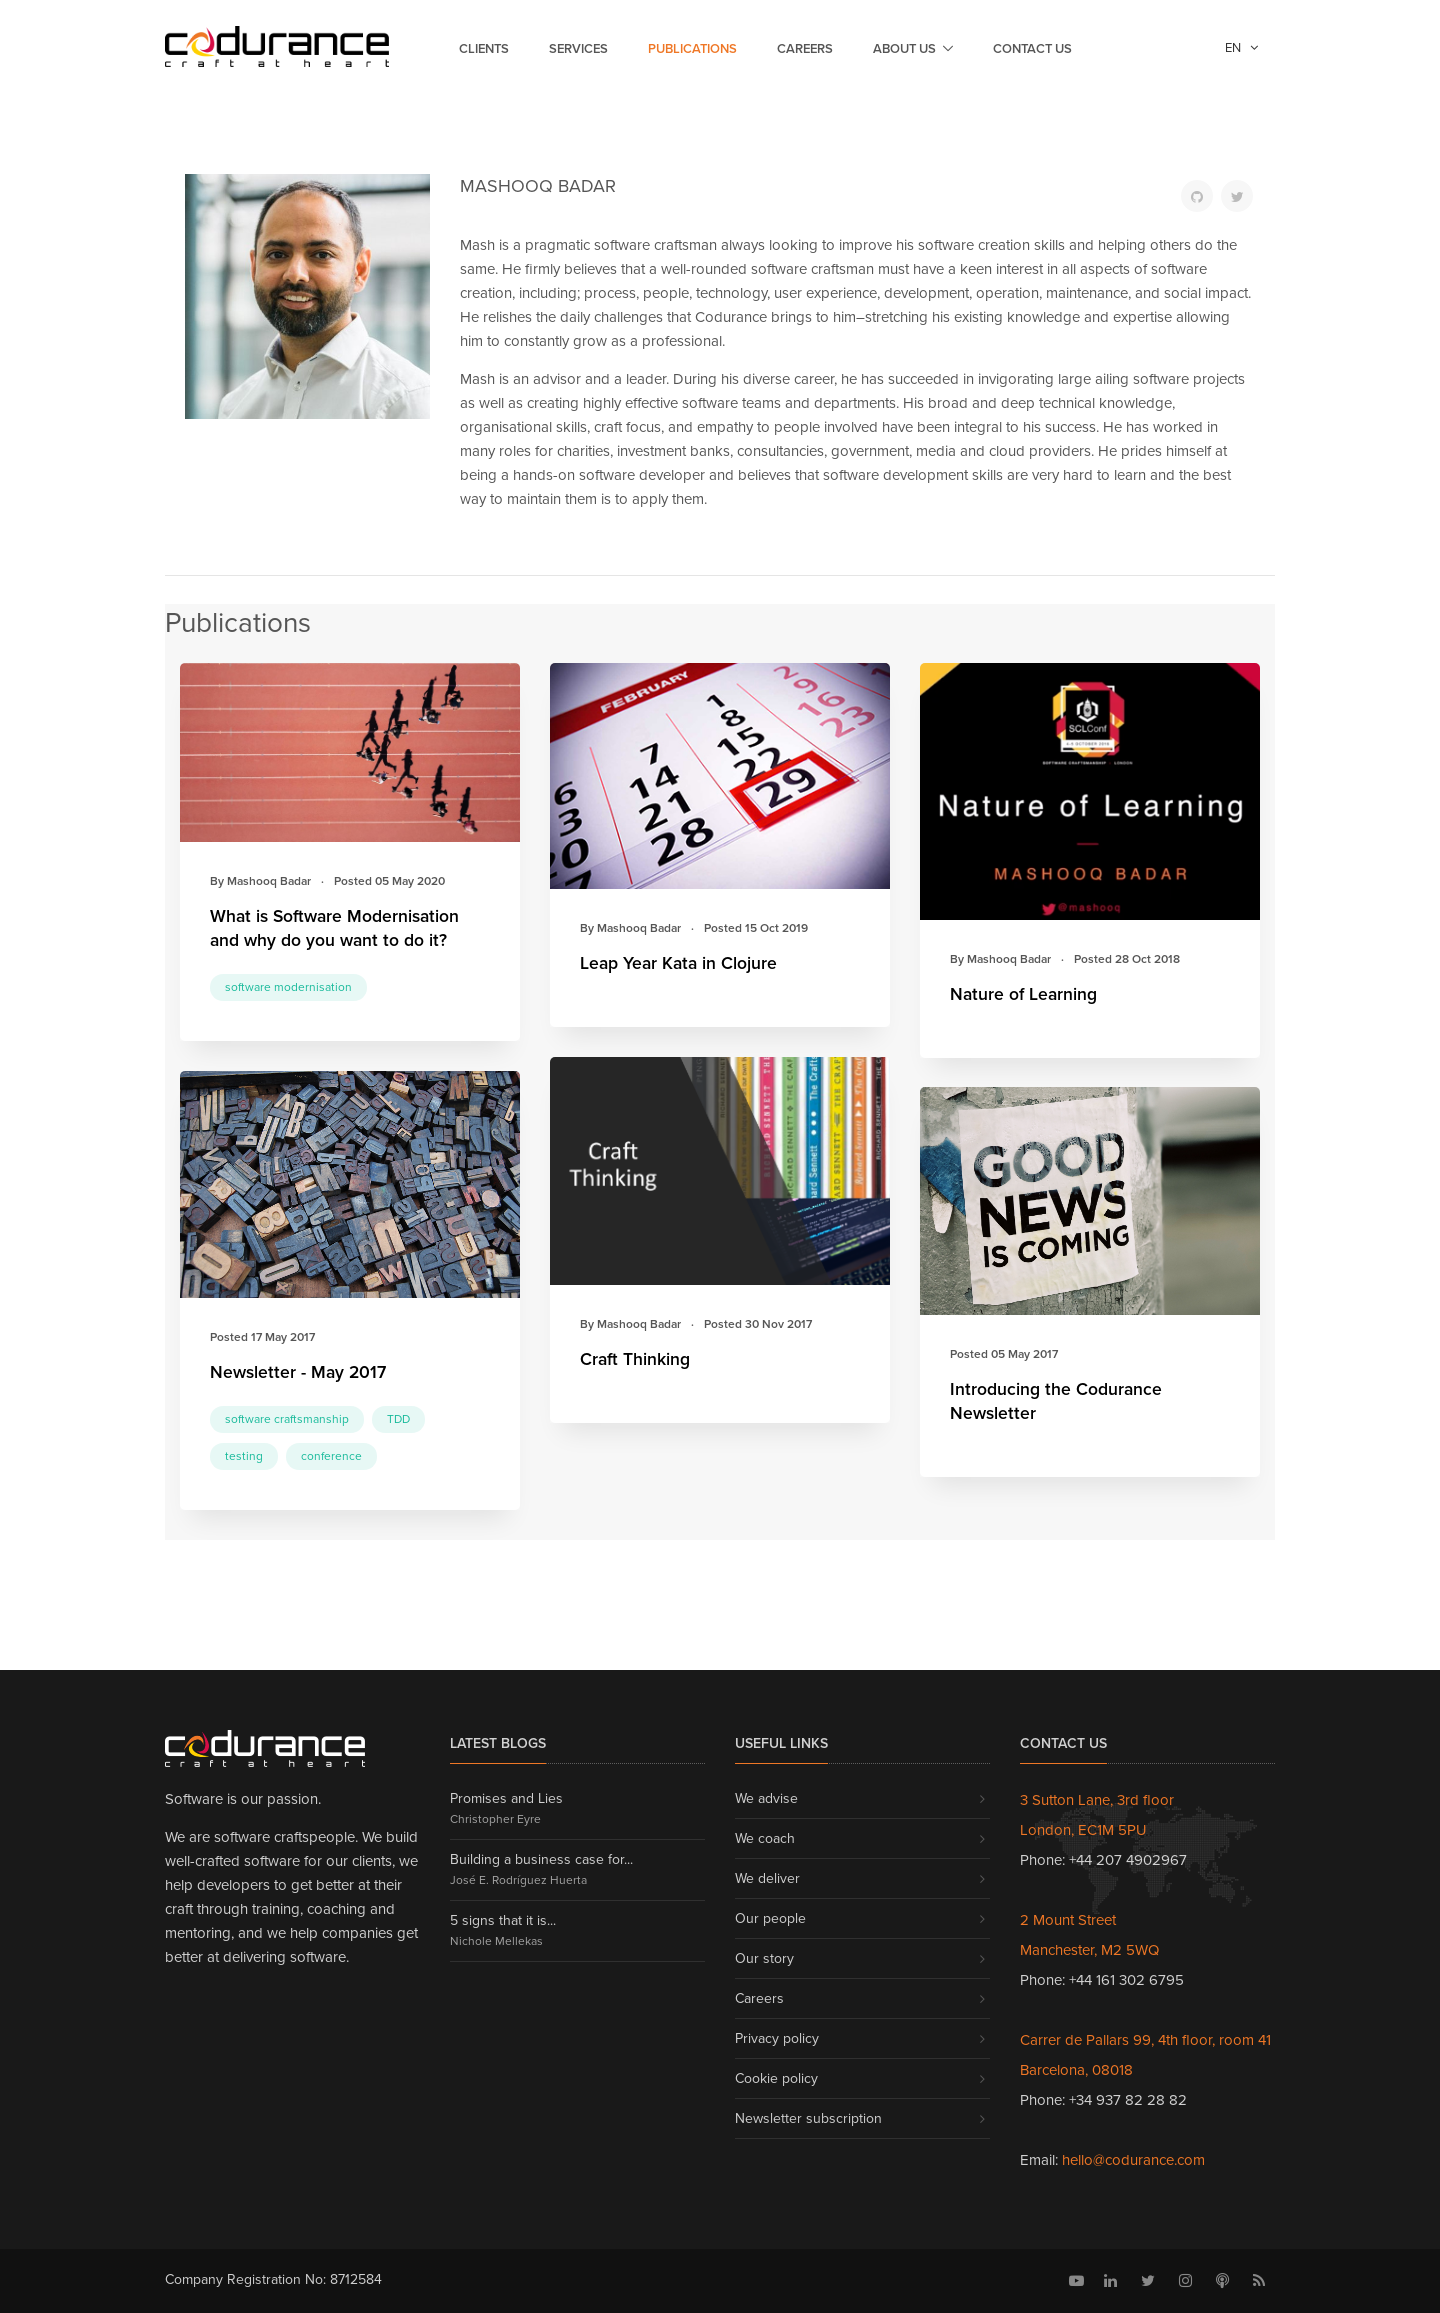 codurance
craft at heart
CLIENTS
SERVICES
PUBLICATIONS
CAREERS
ABOUT US
CONTACT US
EN
MASHOOQ BADAR
Mash is a pragmatic software craftsman always looking to improve his software creation skills and helping others do the
same. He firmly believes that a well-rounded software craftsman must have a keen interest in all aspects of software
creation, including; process, people, technology, user experience, development, operation, maintenance, and social impact.
He relishes the daily challenges that Codurance brings to him–stretching his existing knowledge and expertise allowing
him to constantly grow as a professional.
Mash is an advisor and a leader. During his diverse career, he has succeeded in invigorating large ailing software projects
as well as creating highly effective software teams and departments. His broad and deep technical knowledge,
organisational skills, craft focus, and empathy to people involved have been integral to his success. He has worked in
many roles for charities, investment banks, consultancies, government, media and cloud providers. He prides himself at
being a hands-on software developer and believes that software development skills are very hard to learn and the best
way to maintain them is to apply them.
Publications
By Mashooq Badar · Posted 05 May 2020
What is Software Modernisation
and why do you want to do it?
software modernisation
FEBRUARY
1
8
15
22
29
7
14
21
28
6
16
23
By Mashooq Badar · Posted 15 Oct 2019
Leap Year Kata in Clojure
SCLConf
SOFTWARE CRAFTSMANSHIP · LONDON
Nature of Learning
MASHOOQ BADAR
@mashooq
By Mashooq Badar · Posted 28 Oct 2018
Nature of Learning
Posted 17 May 2017
Newsletter - May 2017
software craftsmanship
TDD
testing
conference
Craft
Thinking
By Mashooq Badar · Posted 30 Nov 2017
Craft Thinking
GOOD
NEWS
IS COMING
Posted 05 May 2017
Introducing the Codurance
Newsletter
codurance
craft at heart
Software is our passion.
We are software craftspeople. We build
well-crafted software for our clients, we
help developers to get better at their
craft through training, coaching and
mentoring, and we help companies get
better at delivering software.
LATEST BLOGS
Promises and Lies
Christopher Eyre
Building a business case for...
José E. Rodríguez Huerta
5 signs that it is...
Nichole Mellekas
USEFUL LINKS
We advise
We coach
We deliver
Our people
Our story
Careers
Privacy policy
Cookie policy
Newsletter subscription
CONTACT US
3 Sutton Lane, 3rd floor
London, EC1M 5PU
Phone: +44 207 4902967
2 Mount Street
Manchester, M2 5WQ
Phone: +44 161 302 6795
Carrer de Pallars 99, 4th floor, room 41
Barcelona, 08018
Phone: +34 937 82 28 82
Email: hello@codurance.com
Company Registration No: 8712584